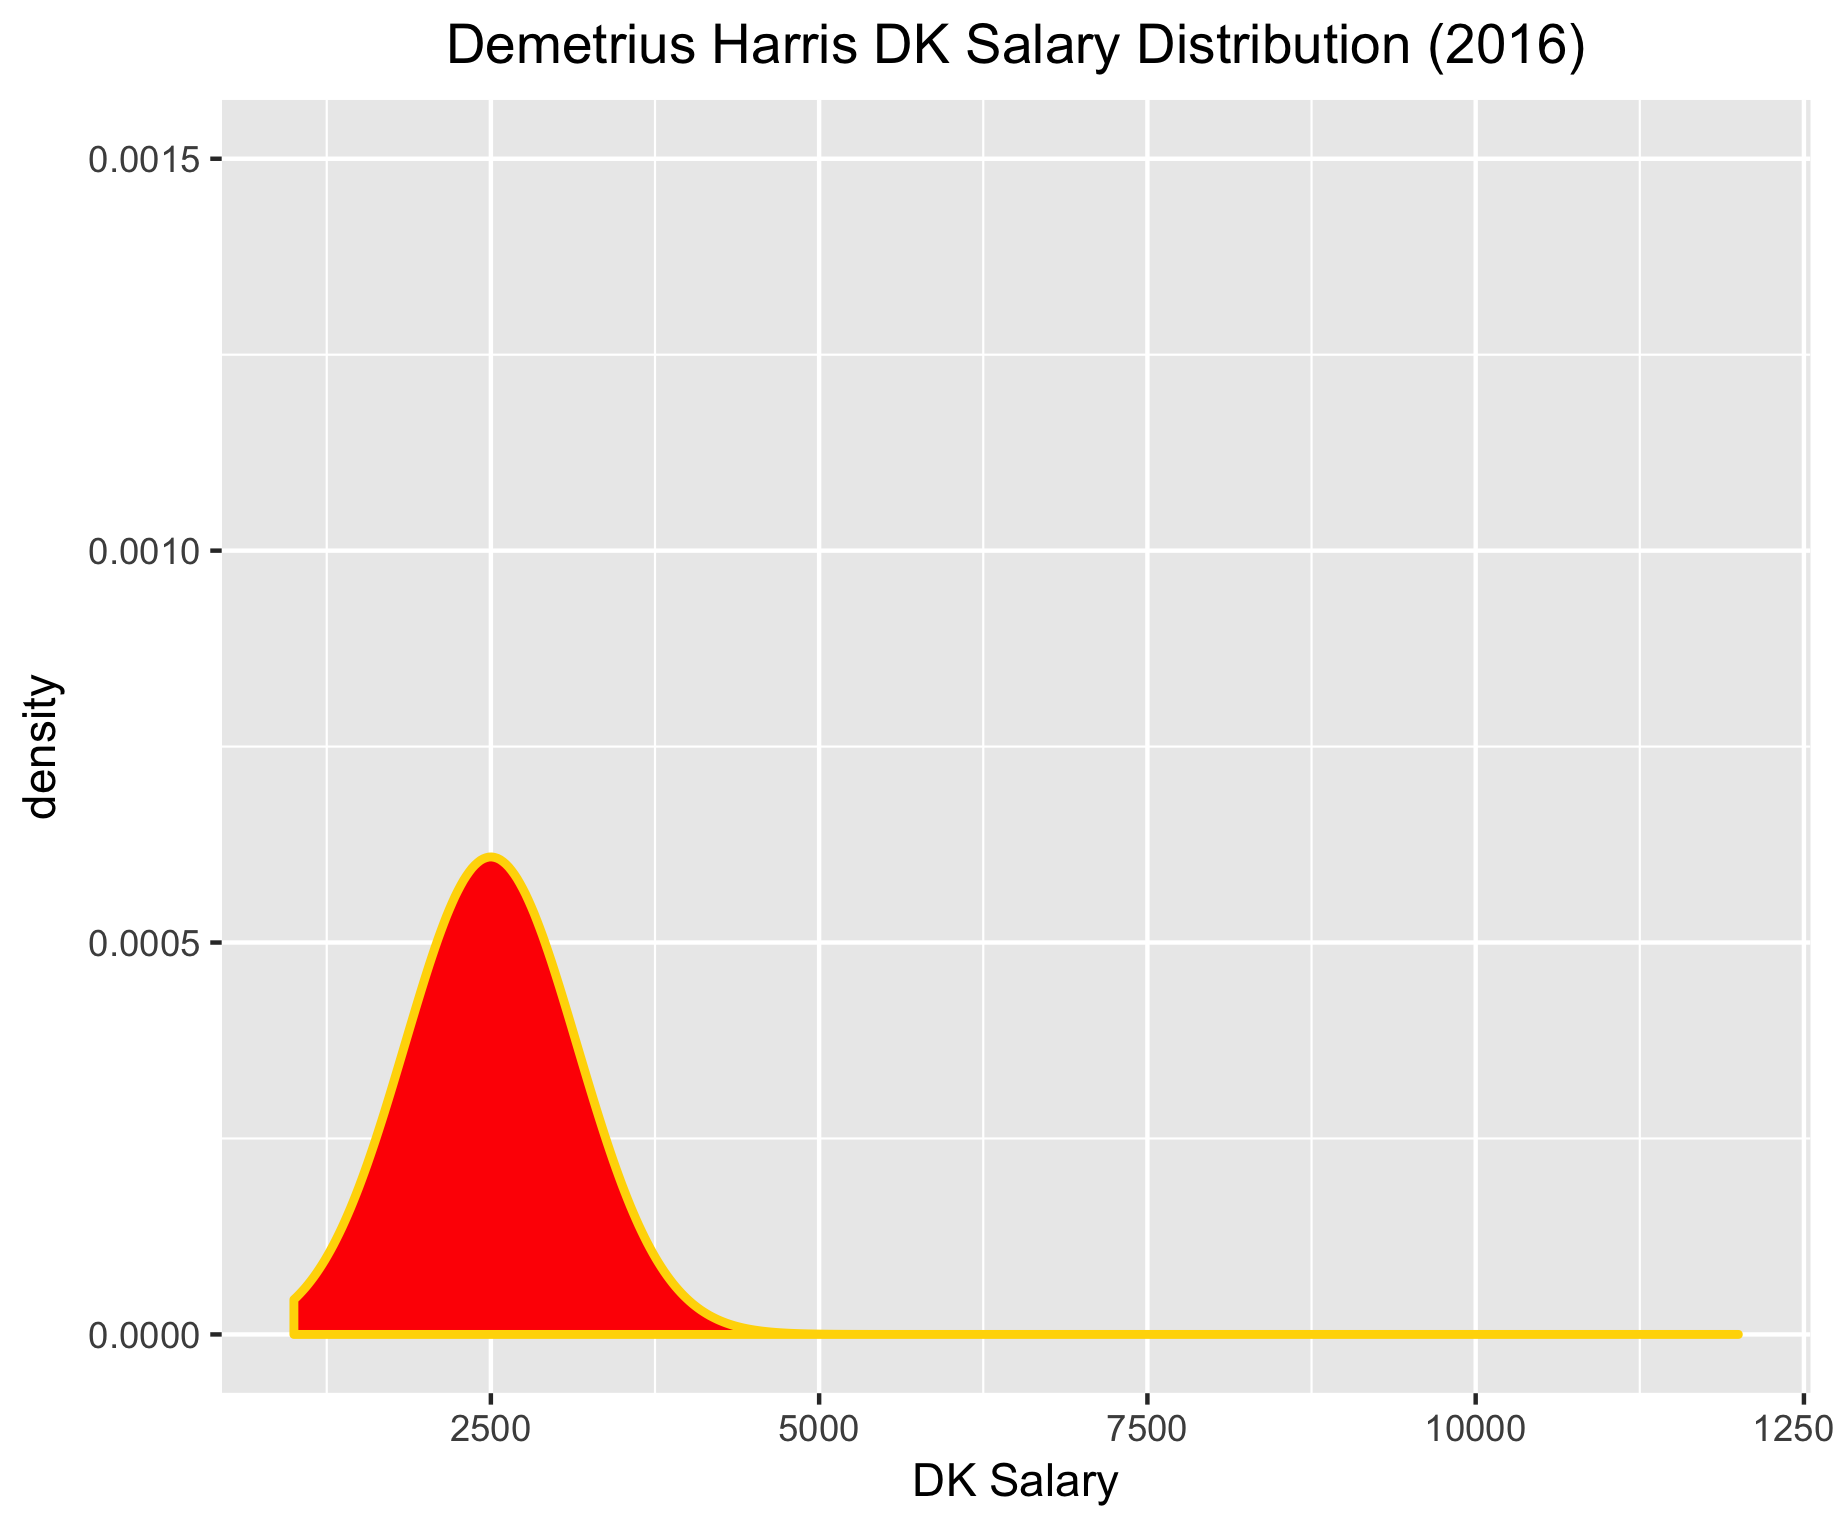 Demetrius Harris DK Salary Distribution (2016)
0.0015
0.0010
0.0005
0.0000
density
2500 5000 7500 10000 1250
DK Salary